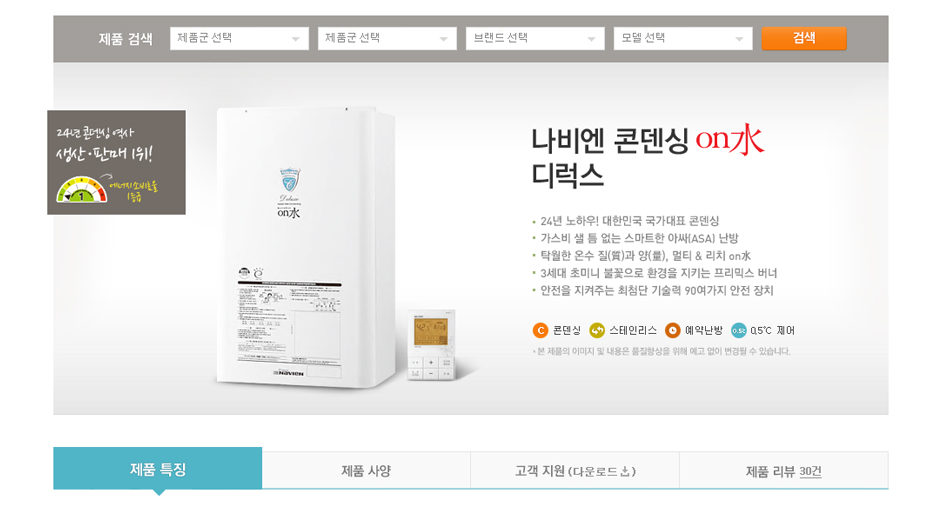 제품 검색 제품군 선택 제품군 선택 브랜드 선택 모델 선택 검색
24년 콘덴싱 역사
생산·판매 1위!
에너지 소비효율
1등급
1
Deluxe
on水
NAVIEN
나비엔 콘덴싱 on水
디럭스
• 24년 노하우! 대한민국 국가대표 콘덴싱
• 가스비 샐 틈 없는 스마트한 아싸(ASA) 난방
• 탁월한 온수 질(質)과 양(量), 멀티 & 리치 on水
• 3세대 초미니 불꽃으로 환경을 지키는 프리믹스 버너
• 안전을 지켜주는 최첨단 기술력 90여가지 안전 장치
C 콘덴싱 스테인리스 예약난방 0.5℃ 0.5℃ 제어
• 본 제품의 이미지 및 내용은 품질향상을 위해 예고 없이 변경될 수 있습니다.
제품 특징 제품 사양 고객 지원 (다운로드) 제품 리뷰 30건